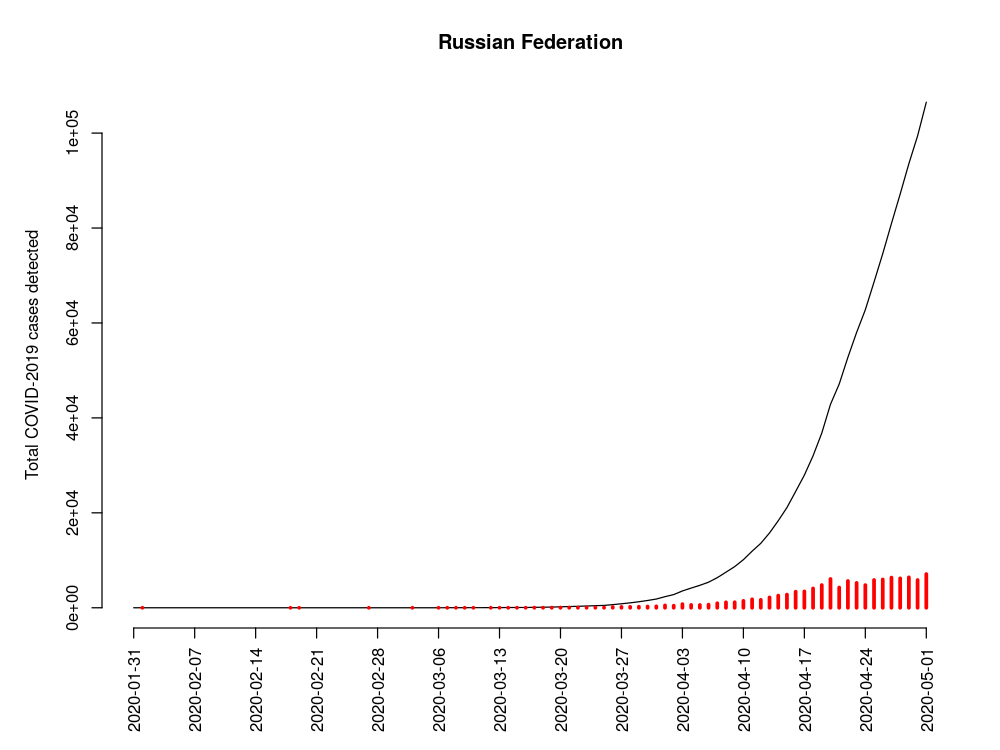 Russian Federation
Total COVID-2019 cases detected
1e+05
8e+04
6e+04
4e+04
2e+04
0e+00
2020-01-31
2020-02-07
2020-02-14
2020-02-21
2020-02-28
2020-03-06
2020-03-13
2020-03-20
2020-03-27
2020-04-03
2020-04-10
2020-04-17
2020-04-24
2020-05-01